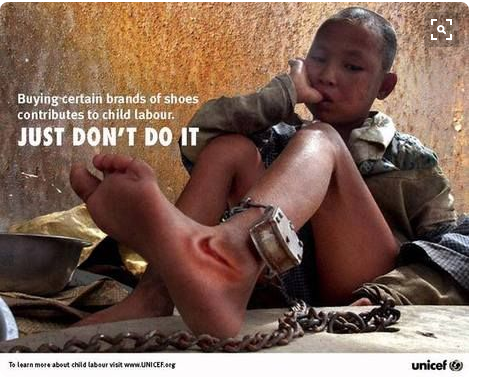 Buying certain brands of shoes
contributes to child labour.
JUST DON'T DO IT
To learn more about child labour visit www.UNICEF.org
unicef